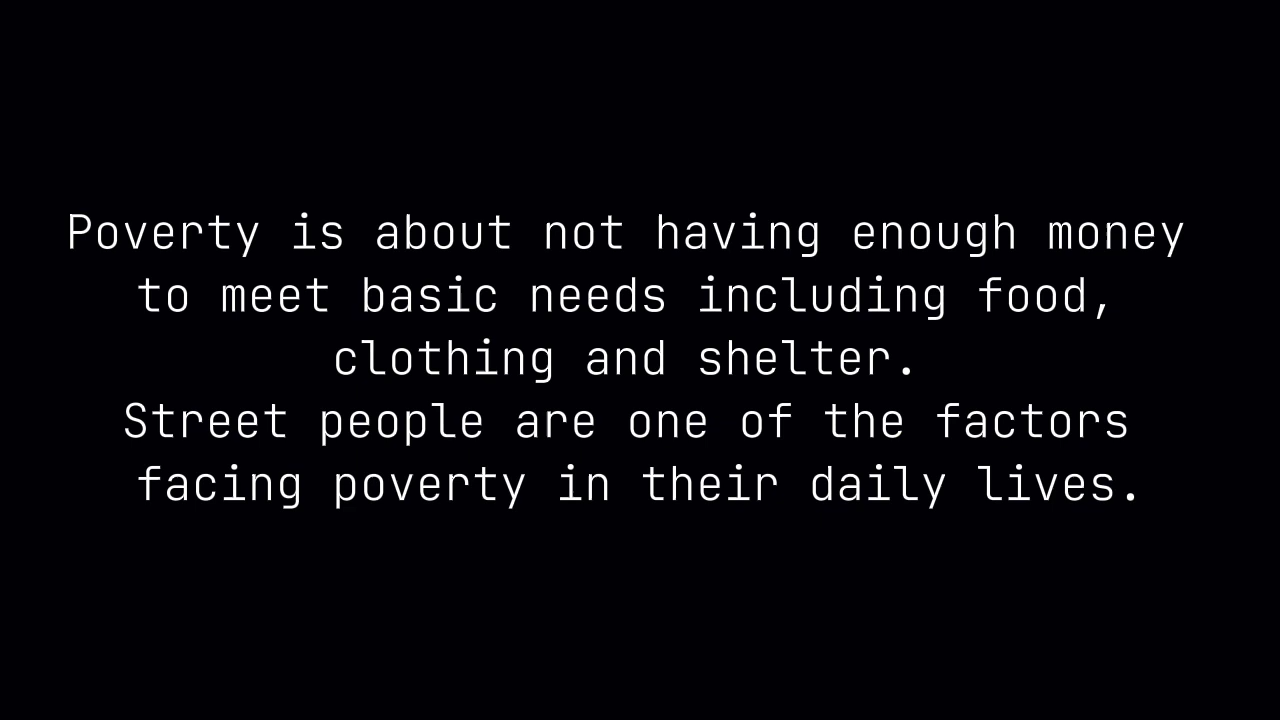 Poverty is about not having enough money
to meet basic needs including food,
clothing and shelter.
Street people are one of the factors
facing poverty in their daily lives.